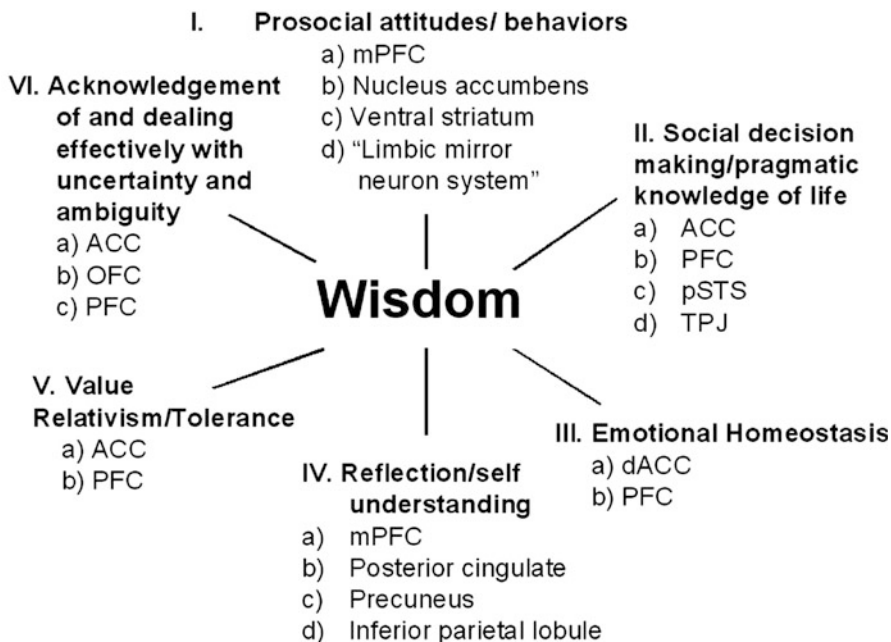 I. Prosocial attitudes/ behaviors
a) mPFC
b) Nucleus accumbens
c) Ventral striatum
d) “Limbic mirror
neuron system”
VI. Acknowledgement
of and dealing
effectively with
uncertainty and
ambiguity
a) ACC
b) OFC
c) PFC
II. Social decision
making/pragmatic
knowledge of life
a) ACC
b) PFC
c) pSTS
d) TPJ
Wisdom
V. Value
Relativism/Tolerance
a) ACC
b) PFC
IV. Reflection/self
understanding
a) mPFC
b) Posterior cingulate
c) Precuneus
d) Inferior parietal lobule
III. Emotional Homeostasis
a) dACC
b) PFC